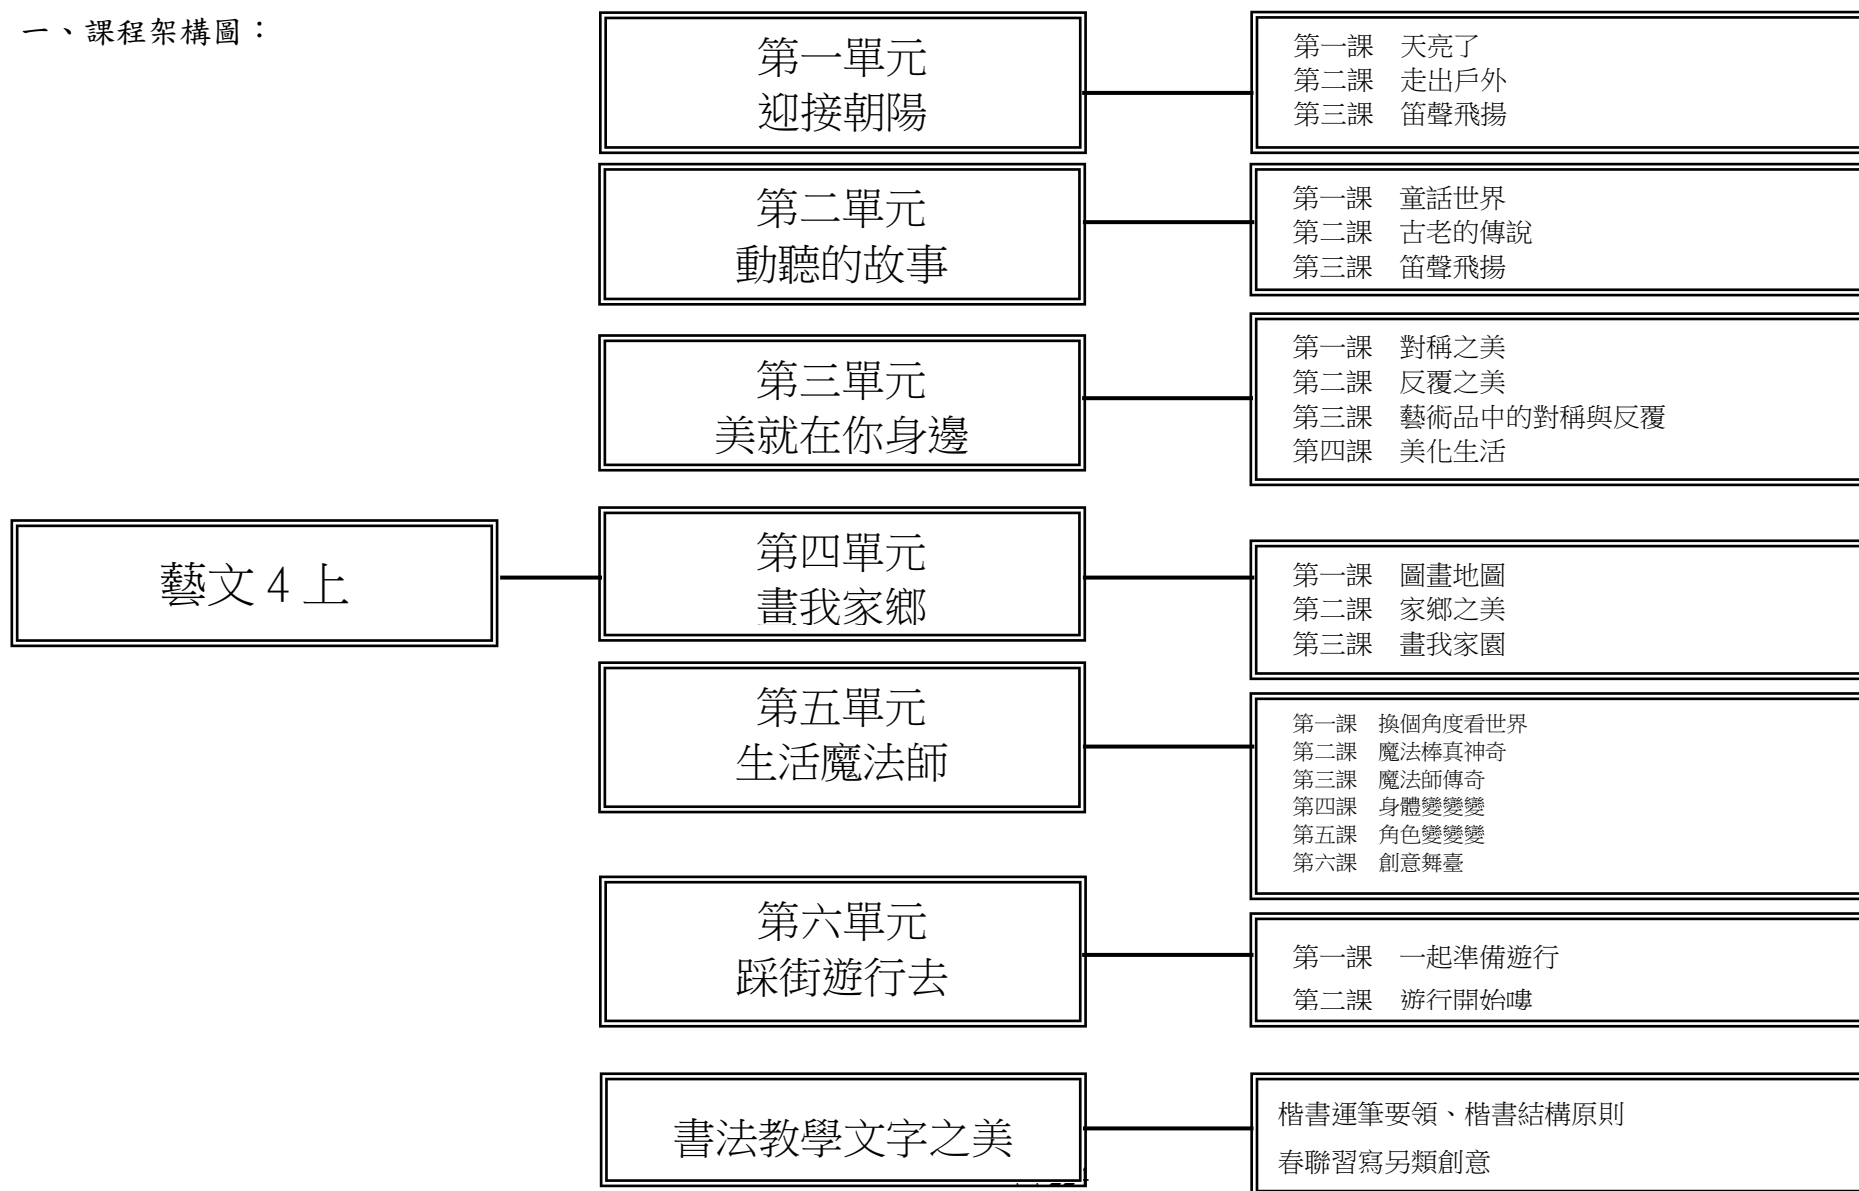 一、課程架構圖：
第一單元
迎接朝陽
第一課　天亮了
第二課　走出戶外
第三課　笛聲飛揚
第二單元
動聽的故事
第一課　童話世界
第二課　古老的傳說
第三課　笛聲飛揚
第三單元
美就在你身邊
第一課　對稱之美
第二課　反覆之美
第三課　藝術品中的對稱與反覆
第四課　美化生活
藝文 4 上
第四單元
畫我家鄉
第一課　圖畫地圖
第二課　家鄉之美
第三課　畫我家園
第五單元
生活魔法師
第一課　換個角度看世界
第二課　魔法棒真神奇
第三課　魔法師傳奇
第四課　身體變變變
第五課　角色變變變
第六課　創意舞臺
第六單元
踩街遊行去
第一課　一起準備遊行
第二課　遊行開始嘍
書法教學文字之美
楷書運筆要領、楷書結構原則
春聯習寫另類創意